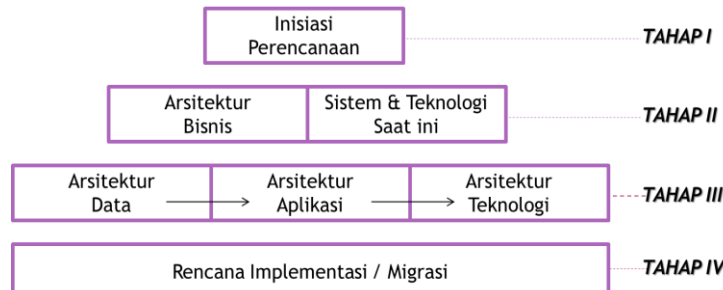 Inisiasi
Perencanaan
TAHAP I
Arsitektur
Bisnis
Sistem & Teknologi
Saat ini
TAHAP II
Arsitektur
Data
Arsitektur
Aplikasi
Arsitektur
Teknologi
TAHAP III
Rencana Implementasi / Migrasi
TAHAP IV